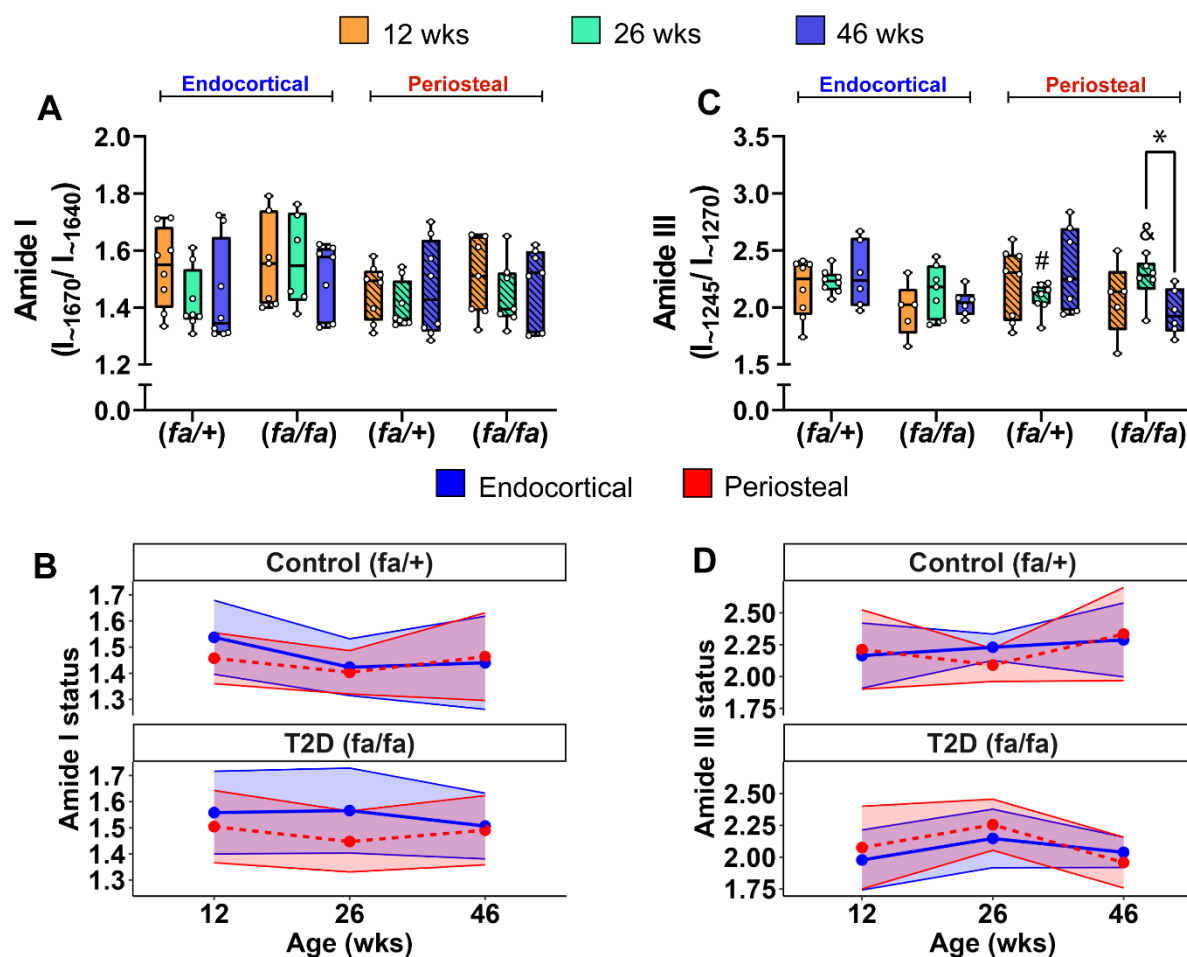 12 wks 26 wks 46 wks
Endocortical Periosteal
A
Amide I
(I~1670/ I~1640)
2.0
1.8
1.6
1.4
1.2
0.0
(fa/+) (fa/fa) (fa/+) (fa/fa)
Endocortical Periosteal
C
Amide III
(I~1245/ I~1270)
3.5
3.0
2.5
2.0
1.5
0.0
# & *
(fa/+) (fa/fa) (fa/+) (fa/fa)
Endocortical Periosteal
B
Control (fa/+)
Amide I status
1.7
1.6
1.5
1.4
1.3
T2D (fa/fa)
1.7
1.6
1.5
1.4
1.3
12 26 46
Age (wks)
D
Control (fa/+)
Amide III status
2.50
2.25
2.00
1.75
T2D (fa/fa)
2.50
2.25
2.00
1.75
12 26 46
Age (wks)